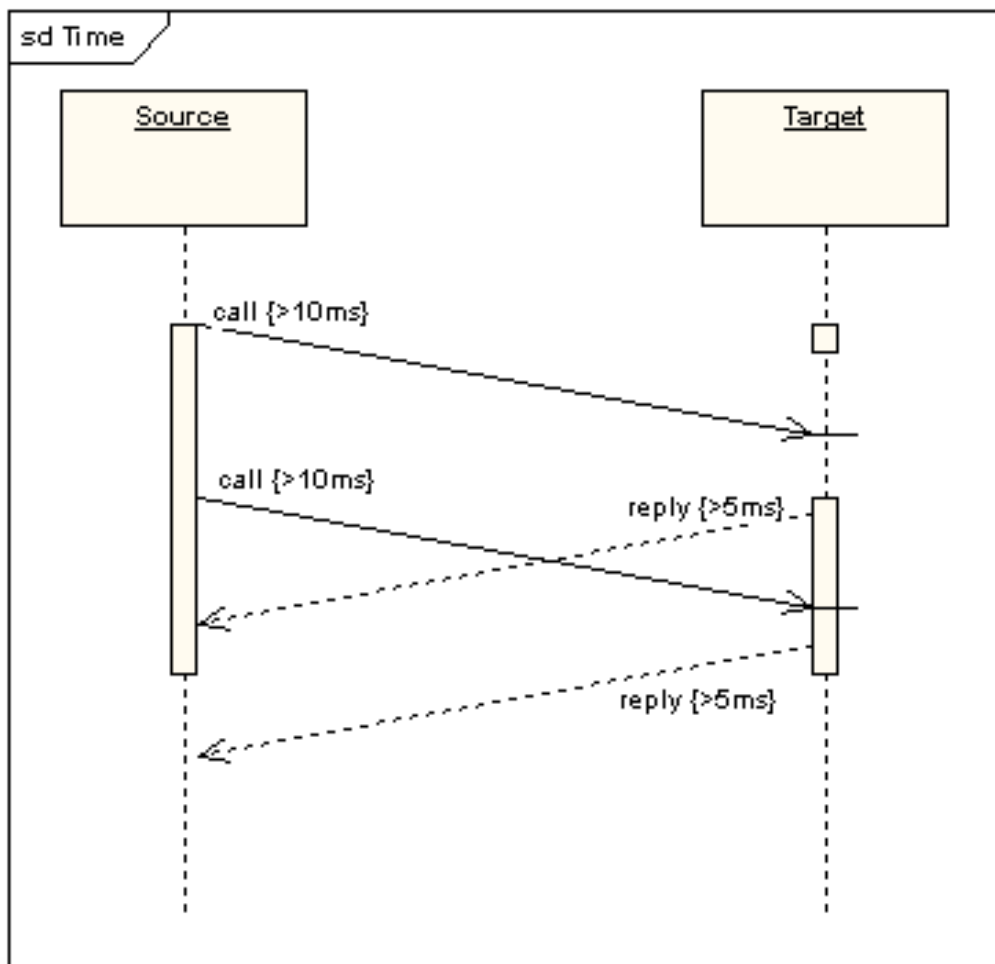 sd Time
Source
Target
call {>10ms}
call {>10ms}
reply {>5ms}
reply {>5ms}